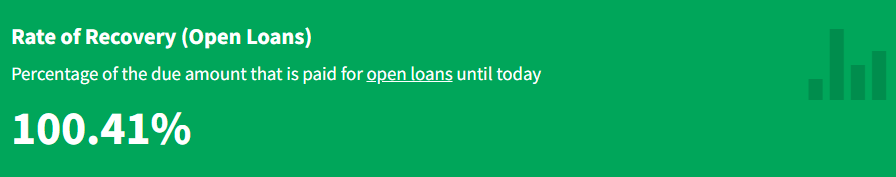 Rate of Recovery (Open Loans)
Percentage of the due amount that is paid for open loans until today
100.41%